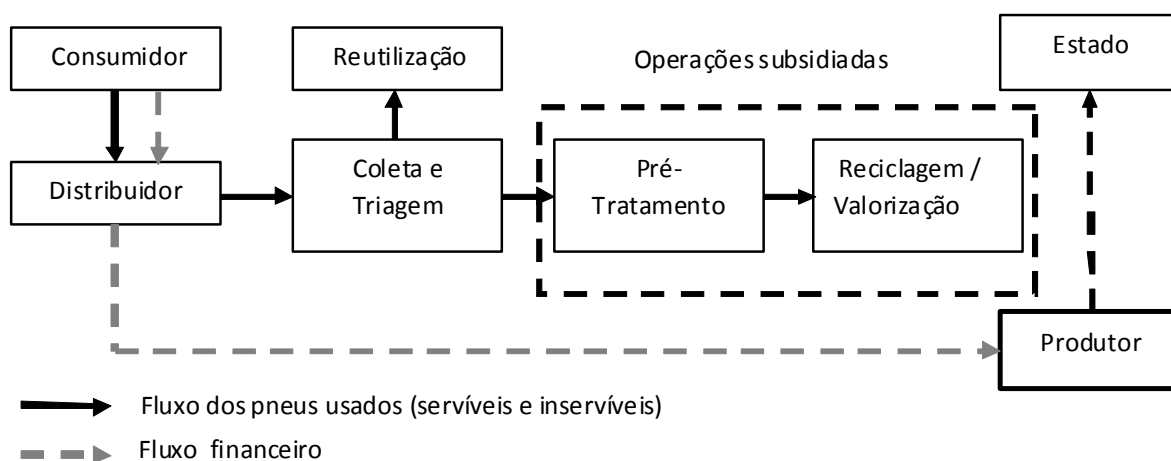 Consumidor
Reutilização
Operações subsidiadas
Estado
Distribuidor
Coleta e
Triagem
Pré-
Tratamento
Reciclagem /
Valorização
Produtor
Fluxo dos pneus usados (servíveis e inservíveis)
Fluxo financeiro